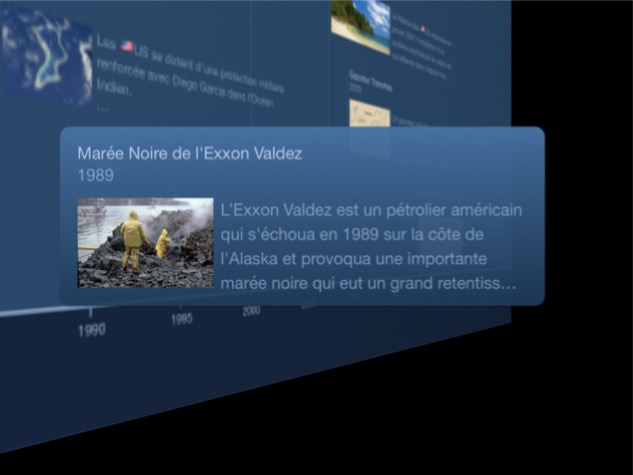 Les US se dotent d'une protection militaire
renforcée avec Diego Garcia dans l'Océan
Indien.
...
Marée Noire de l'Exxon Valdez
1989
L'Exxon Valdez est un pétrolier américain
qui s'échoua en 1989 sur la côte de
l'Alaska et provoqua une importante
marée noire qui eut un grand retentiss...
1990
1995
2000